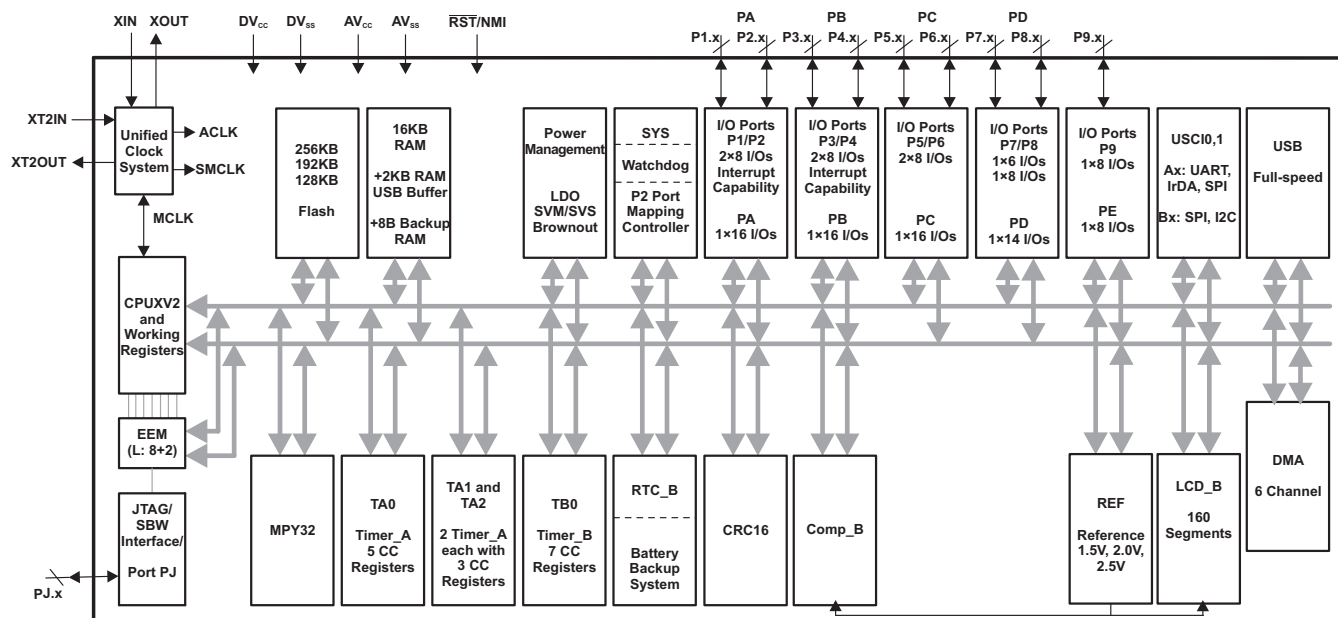 XIN XOUT DVCC DVSS AVCC AVSS RST/NMI PA PB PC PD
P1.x P2.x P3.x P4.x P5.x P6.x P7.x P8.x P9.x
XT2IN
XT2OUT
Unified
Clock
System
ACLK
SMCLK
MCLK
256KB
192KB
128KB
Flash
16KB
RAM
+2KB RAM
USB Buffer
+8B Backup
RAM
Power
Management
LDO
SVM/SVS
Brownout
SYS
Watchdog
P2 Port
Mapping
Controller
I/O Ports
P1/P2
2×8 I/Os
Interrupt
Capability
PA
1×16 I/Os
I/O Ports
P3/P4
2×8 I/Os
Interrupt
Capability
PB
1×16 I/Os
I/O Ports
P5/P6
2×8 I/Os
PC
1×16 I/Os
I/O Ports
P7/P8
1×6 I/Os
1×8 I/Os
PD
1×14 I/Os
I/O Ports
P9
1×8 I/Os
PE
1×8 I/Os
USCI0,1
Ax: UART,
IrDA, SPI
Bx: SPI, I2C
USB
Full-speed
CPUXV2
and
Working
Registers
EEM
(L: 8+2)
JTAG/
SBW
Interface/
Port PJ
PJ.x
MPY32
TA0
Timer_A
5 CC
Registers
TA1 and
TA2
2 Timer_A
each with
3 CC
Registers
TB0
Timer_B
7 CC
Registers
RTC_B
Battery
Backup
System
CRC16
Comp_B
REF
Reference
1.5V, 2.0V,
2.5V
LCD_B
160
Segments
DMA
6 Channel